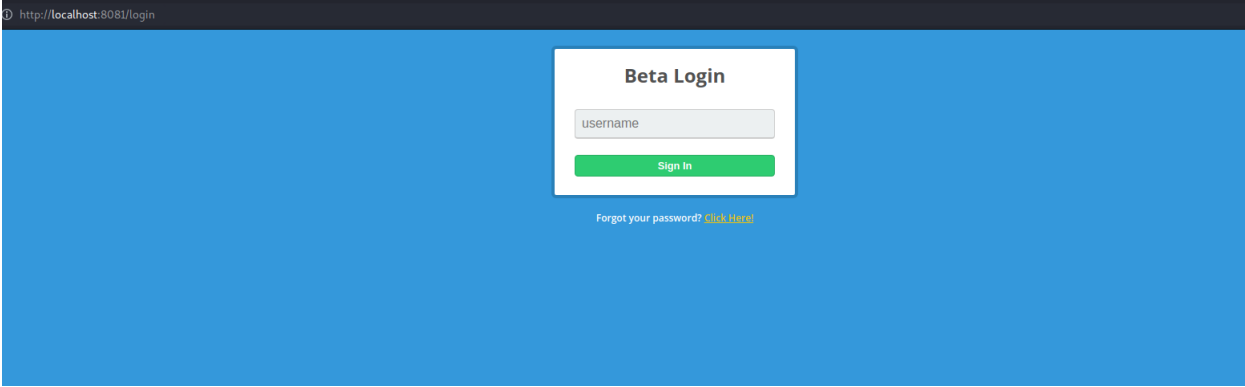 http://localhost:8081/login
Beta Login
username
Sign In
Forgot your password? Click Here!